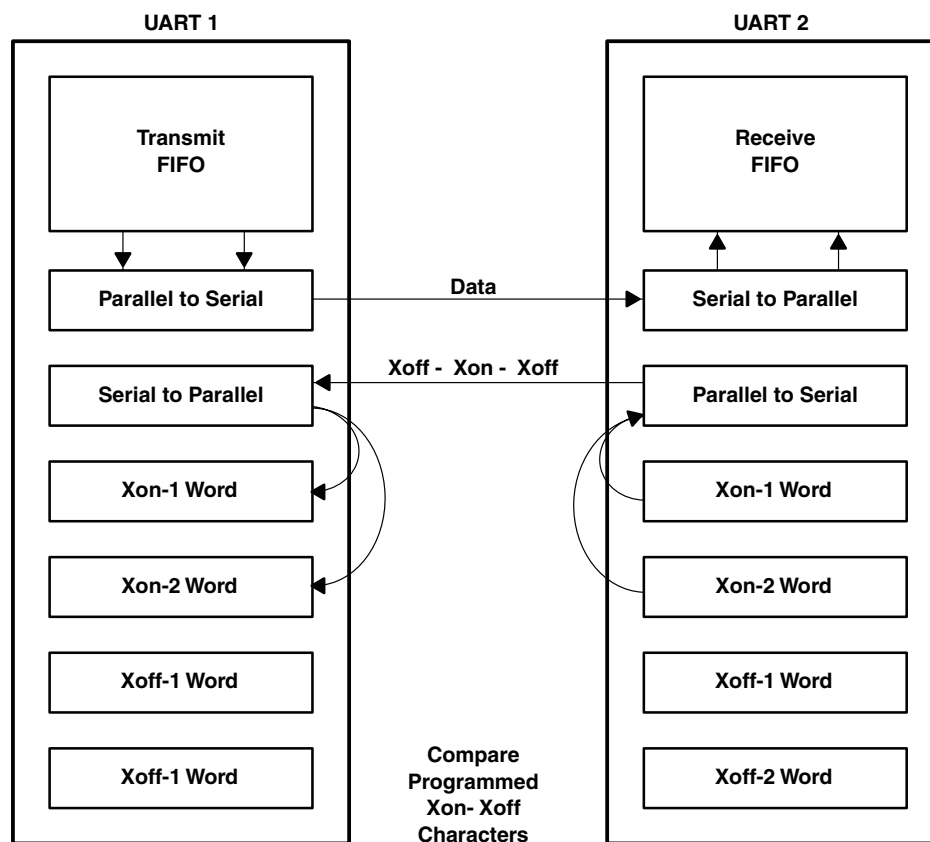 UART 1
Transmit
FIFO
Parallel to Serial
Serial to Parallel
Xon-1 Word
Xon-2 Word
Xoff-1 Word
Xoff-1 Word
Data
Xoff - Xon - Xoff
Compare
Programmed
Xon- Xoff
Characters
UART 2
Receive
FIFO
Serial to Parallel
Parallel to Serial
Xon-1 Word
Xon-2 Word
Xoff-1 Word
Xoff-2 Word